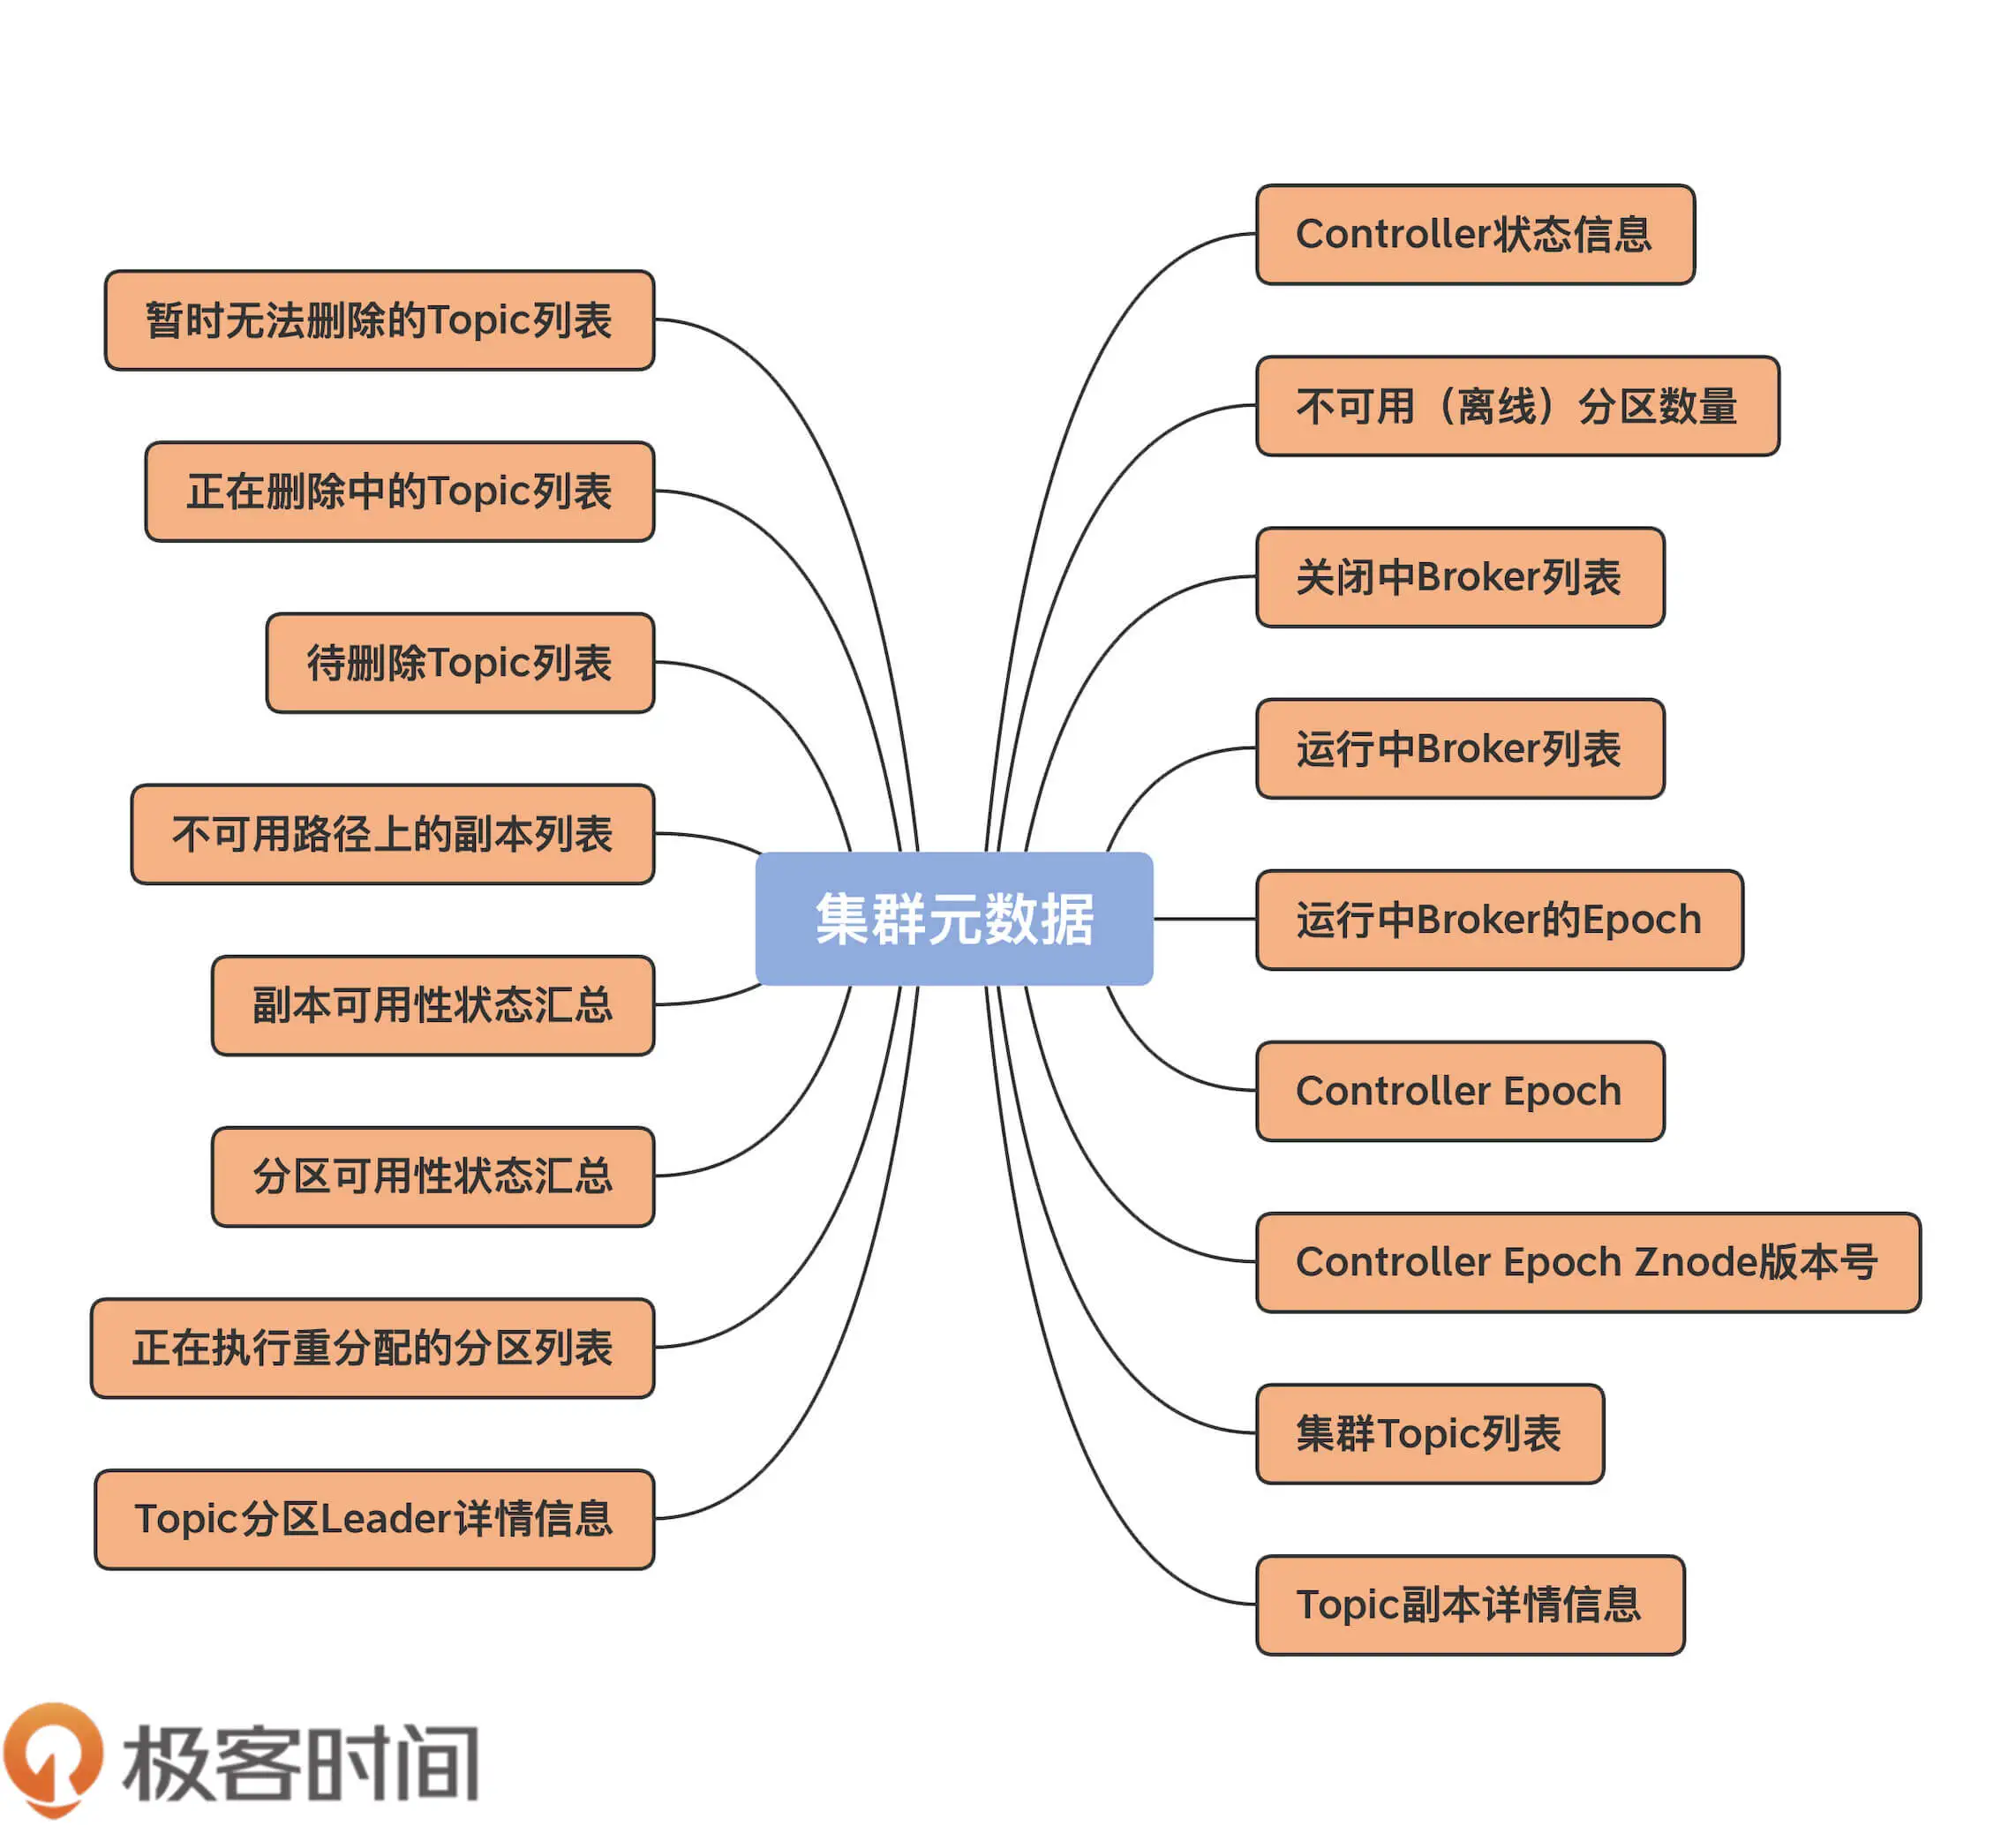 暂时无法删除的Topic列表
正在删除中的Topic列表
待删除Topic列表
不可用路径上的副本列表
副本可用性状态汇总
分区可用性状态汇总
正在执行重分配的分区列表
Topic分区Leader详情信息
集群元数据
Controller状态信息
不可用（离线）分区数量
关闭中Broker列表
运行中Broker列表
运行中Broker的Epoch
Controller Epoch
Controller Epoch Znode版本号
集群Topic列表
Topic副本详情信息
极客时间